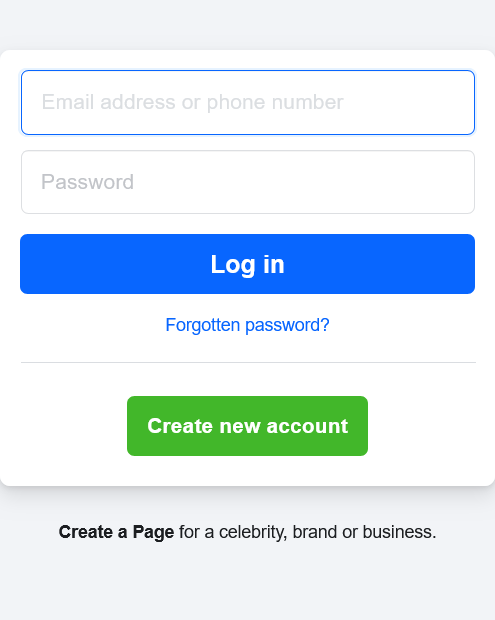 Email address or phone number
Password
Log in
Forgotten password?
Create new account
Create a Page for a celebrity, brand or business.